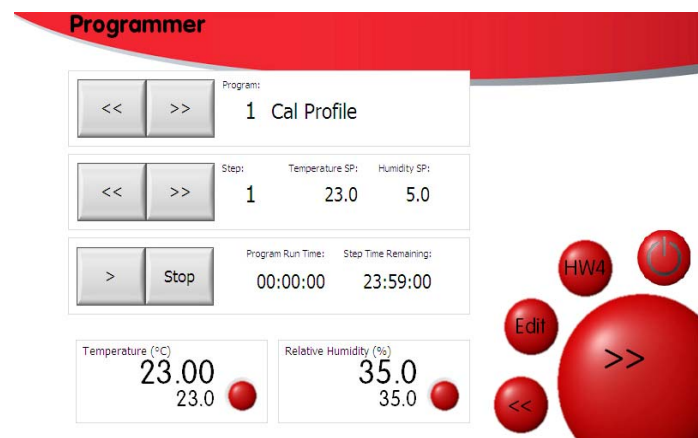 Programmer
Program:
<< >> 1 Cal Profile
Step: Temperature SP: Humidity SP:
<< >> 1 23.0 5.0
Program Run Time: Step Time Remaining:
> Stop 00:00:00 23:59:00
HW4
Edit
>>
<<
Temperature (°C) Relative Humidity (%)
23.00 35.0
23.0 35.0